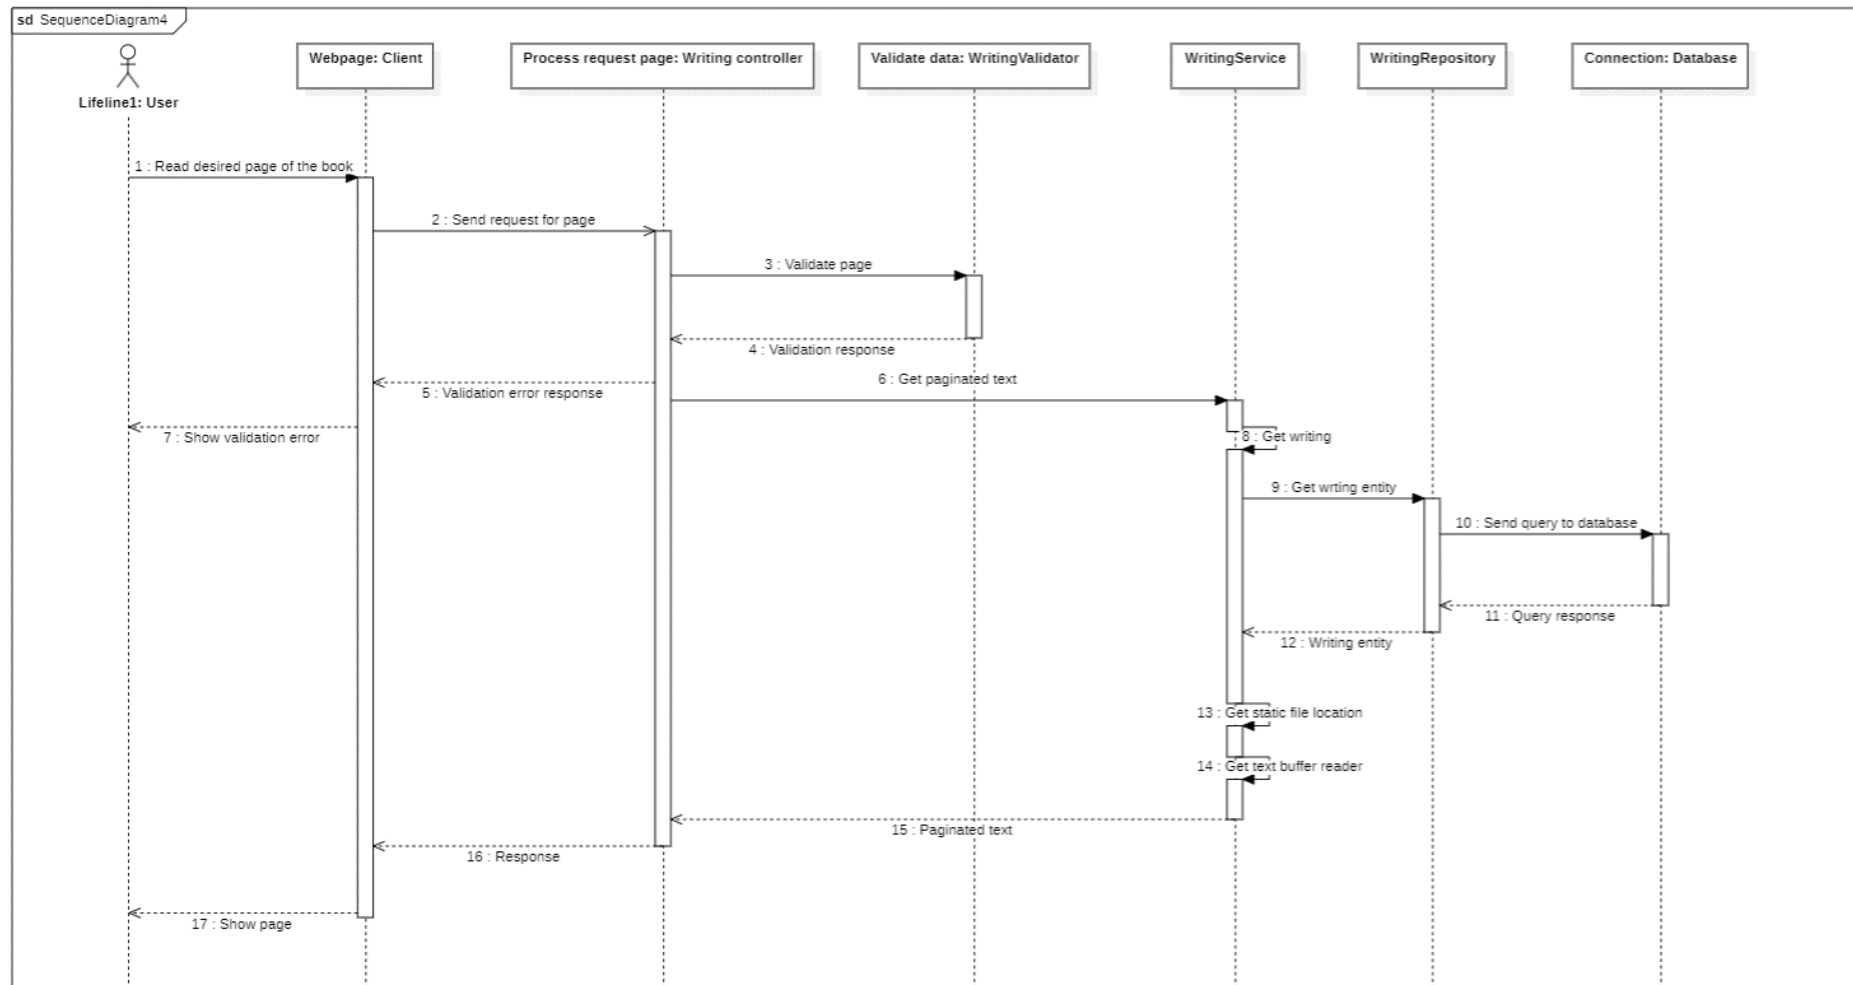 sd SequenceDiagram4
Webpage: Client
Process request page: Writing controller
Validate data: WritingValidator
WritingService
WritingRepository
Connection: Database
Lifeline1: User
1 : Read desired page of the book
2 : Send request for page
3 : Validate page
4 : Validation response
5 : Validation error response
6 : Get paginated text
7 : Show validation error
8 : Get writing
9 : Get wrting entity
10 : Send query to database
11 : Query response
12 : Writing entity
13 : Get static file location
14 : Get text buffer reader
15 : Paginated text
16 : Response
17 : Show page